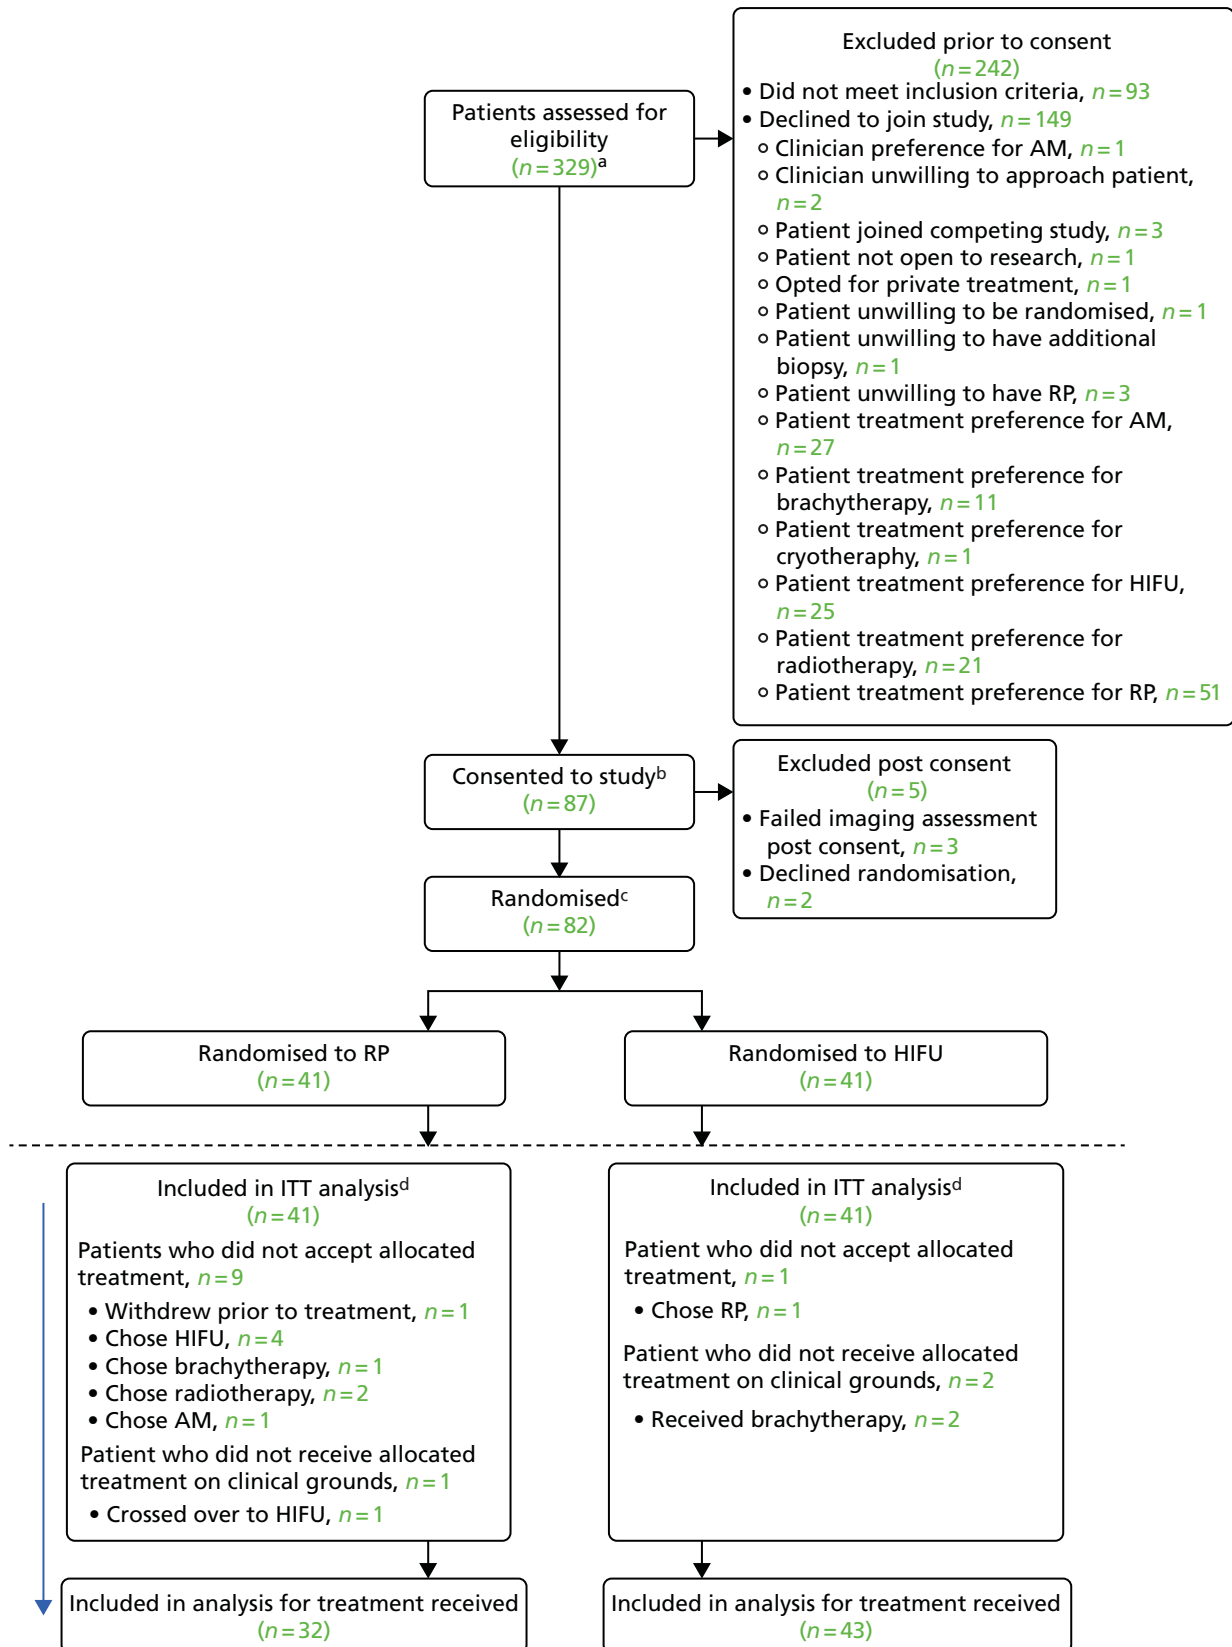 Patients assessed for
eligibility
(n=329)a
Excluded prior to consent
(n=242)
• Did not meet inclusion criteria, n=93
• Declined to join study, n=149
○ Clinician preference for AM, n=1
○ Clinician unwilling to approach patient,
n=2
○ Patient joined competing study, n=3
○ Patient not open to research, n=1
○ Opted for private treatment, n=1
○ Patient unwilling to be randomised, n=1
○ Patient unwilling to have additional
biopsy, n=1
○ Patient unwilling to have RP, n=3
○ Patient treatment preference for AM,
n=27
○ Patient treatment preference for
brachytherapy, n=11
○ Patient treatment preference for
cryotheraphy, n=1
○ Patient treatment preference for HIFU,
n=25
○ Patient treatment preference for
radiotherapy, n=21
○ Patient treatment preference for RP, n=51
Consented to studyb
(n=87)
Excluded post consent
(n=5)
• Failed imaging assessment
post consent, n=3
• Declined randomisation,
n=2
Randomisedc
(n=82)
Randomised to RP
(n=41)
Randomised to HIFU
(n=41)
Included in ITT analysisd
(n=41)
Patients who did not accept allocated
treatment, n=9
• Withdrew prior to treatment, n=1
• Chose HIFU, n=4
• Chose brachytherapy, n=1
• Chose radiotherapy, n=2
• Chose AM, n=1
Patient who did not receive allocated
treatment on clinical grounds, n=1
• Crossed over to HIFU, n=1
Included in ITT analysisd
(n=41)
Patient who did not accept allocated
treatment, n=1
• Chose RP, n=1
Patient who did not receive allocated
treatment on clinical grounds, n=2
• Received brachytherapy, n=2
Included in analysis for treatment received
(n=32)
Included in analysis for treatment received
(n=43)